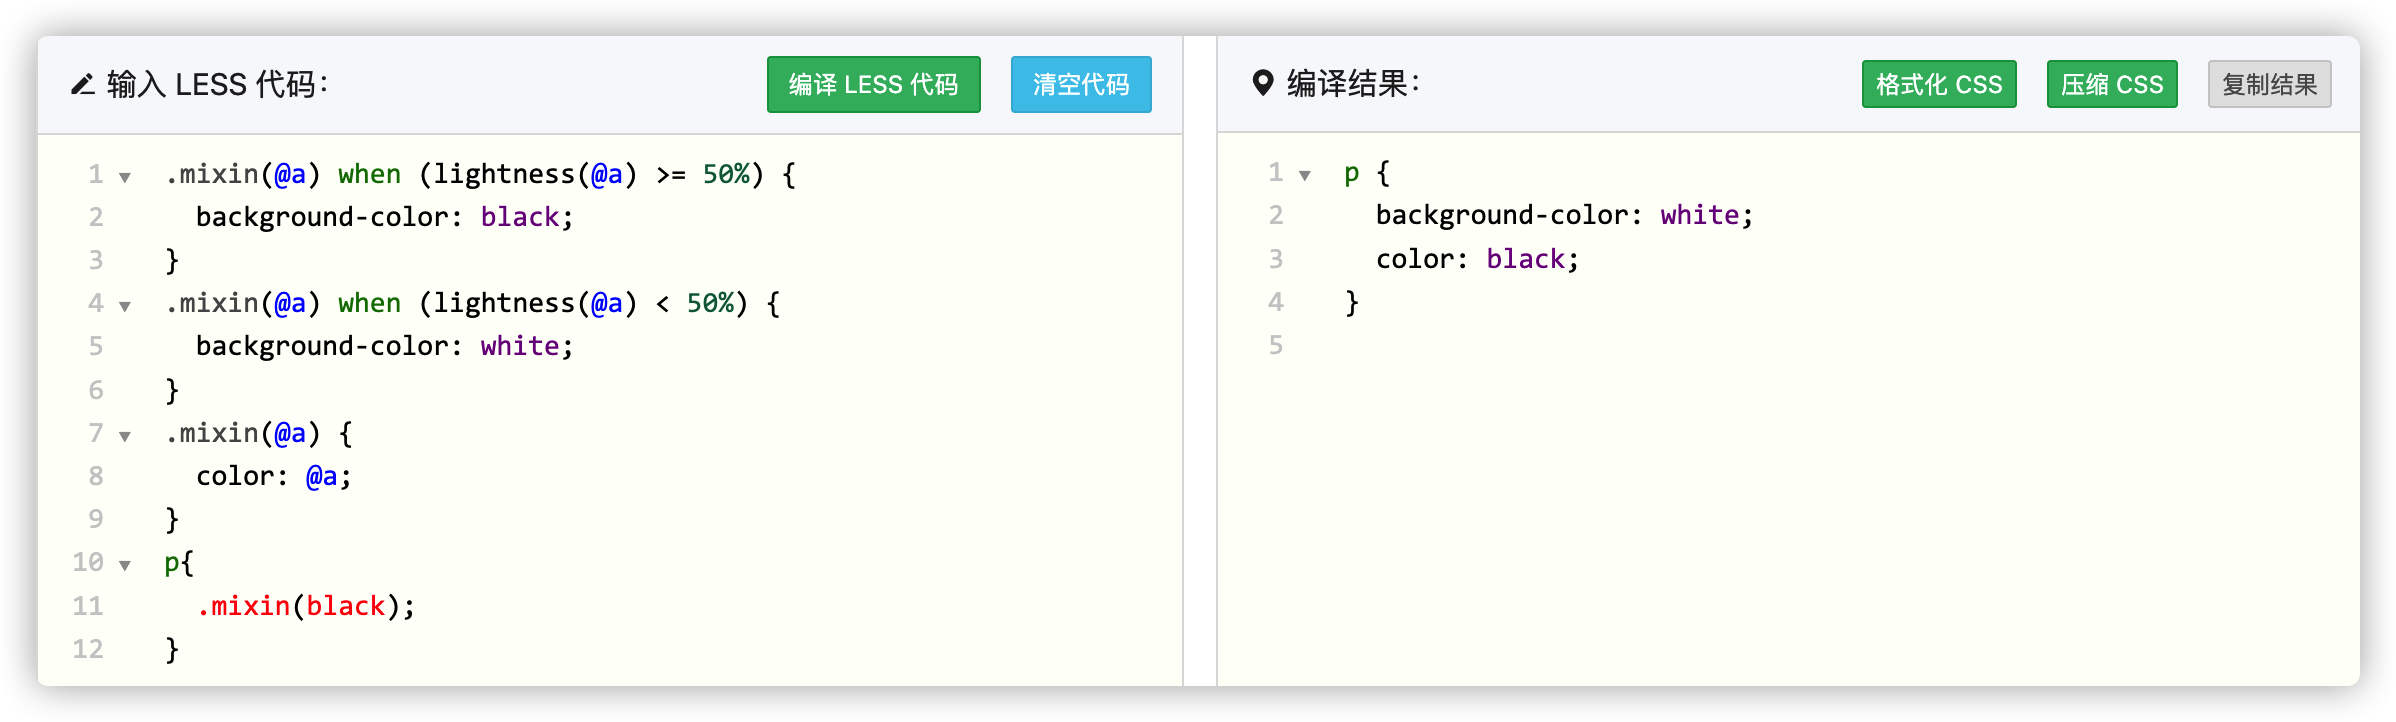 输入 LESS 代码：
编译 LESS 代码
清空代码
1 .mixin(@a) when (lightness(@a) >= 50%) {
2   background-color: black;
3 }
4 .mixin(@a) when (lightness(@a) < 50%) {
5   background-color: white;
6 }
7 .mixin(@a) {
8   color: @a;
9 }
10 p{
11   .mixin(black);
12 }
编译结果：
格式化 CSS
压缩 CSS
复制结果
1 p {
2   background-color: white;
3   color: black;
4 }
5